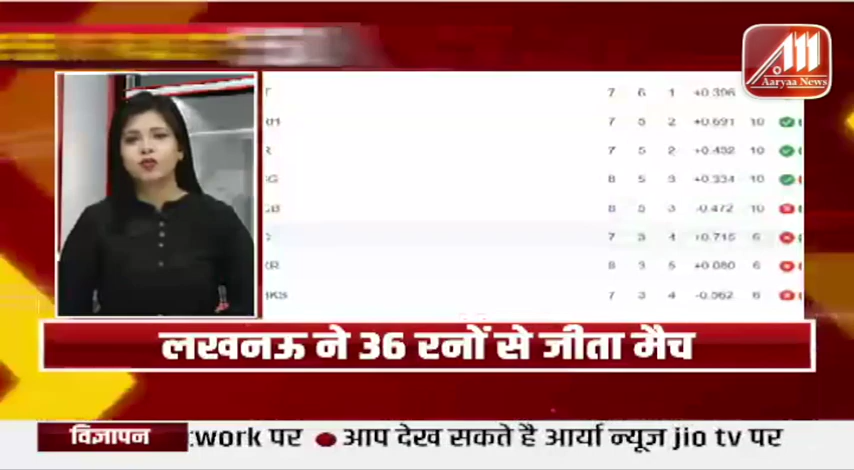 Aaryaa News
7 6 1 +0.396
7 5 2 +0.691 10
7 5 2 +0.432 10
8 5 3 +0.334 10
8 5 3 -0.472 10
7 3 4 +0.715 6
8 3 5 +0.080 6
7 3 4 -0.562 6
लखनऊ ने 36 रनों से जीता मैच
विज्ञापन :work पर ● आप देख सकते है आर्या न्यूज jio tv पर